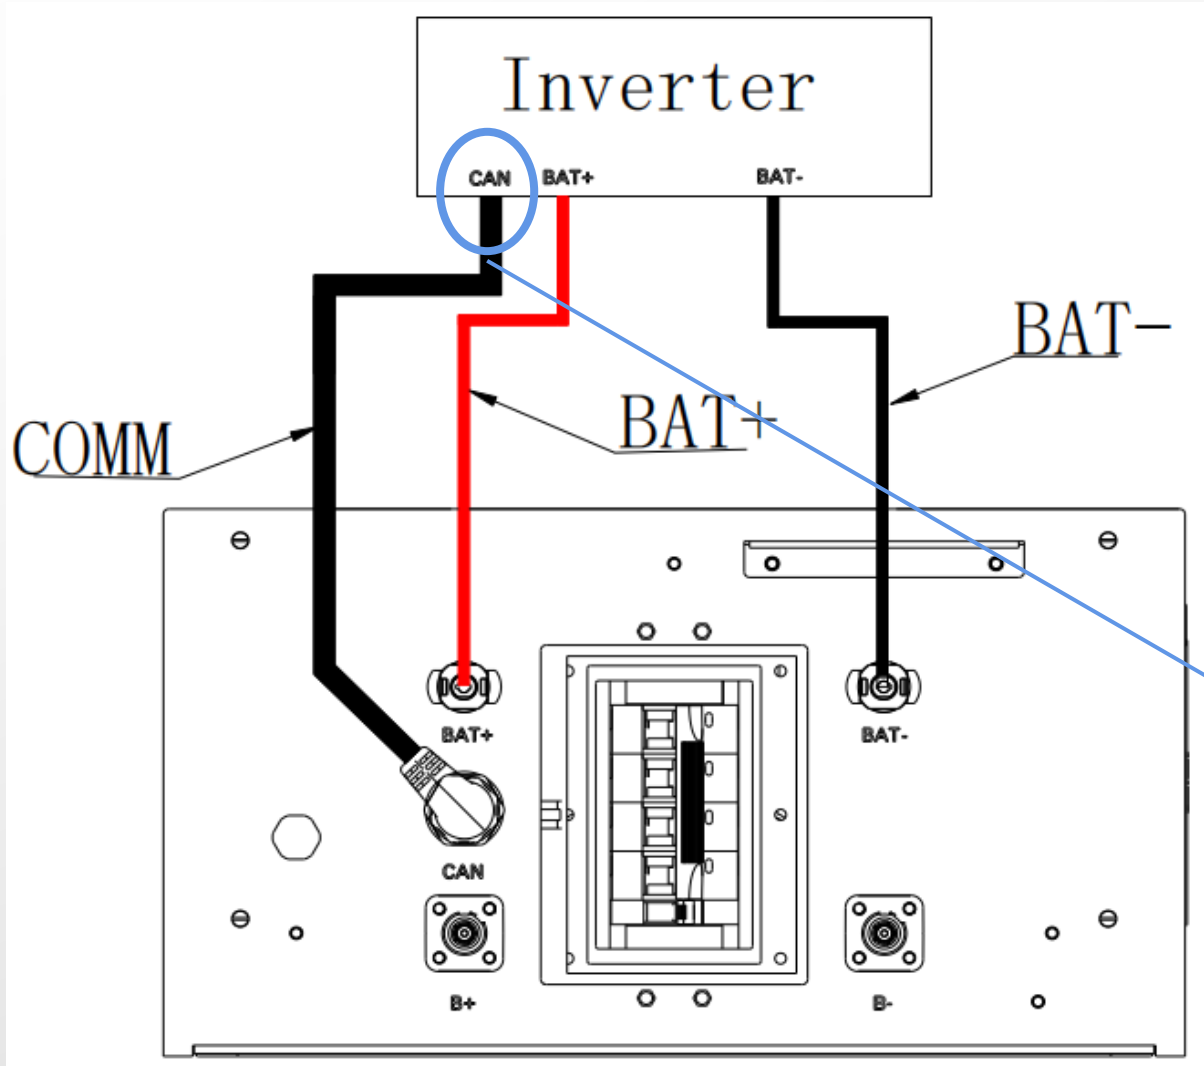 Inverter
CAN BAT+ BAT-
BAT-
BAT+
COMM
BAT+ BAT-
CAN
B+ B-